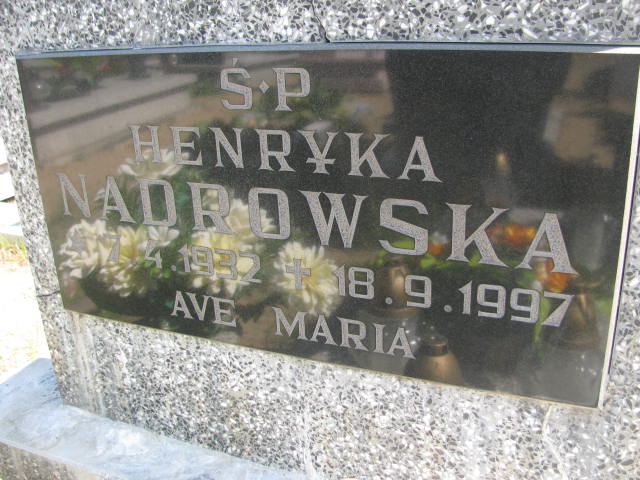 Ś·P
HENRYKA
NADROWSKA
* 7.4.1932 ✝ 18.9.1997
AVE MARIA